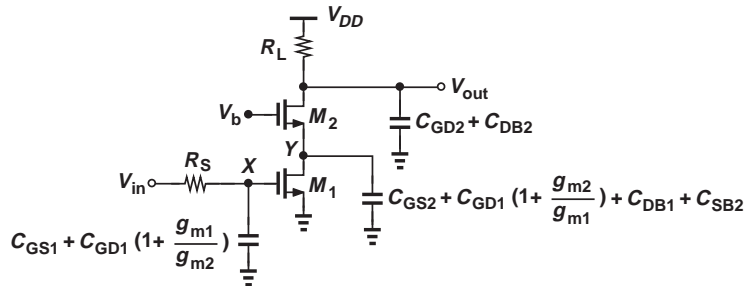 V_DD
R_L
V_out
V_b
M_2
C_GD2 + C_DB2
Y
R_S
X
V_in
M_1
C_GS2 + C_GD1 (1+ g_m2/g_m1) + C_DB1 + C_SB2
C_GS1 + C_GD1 (1+ g_m1/g_m2)